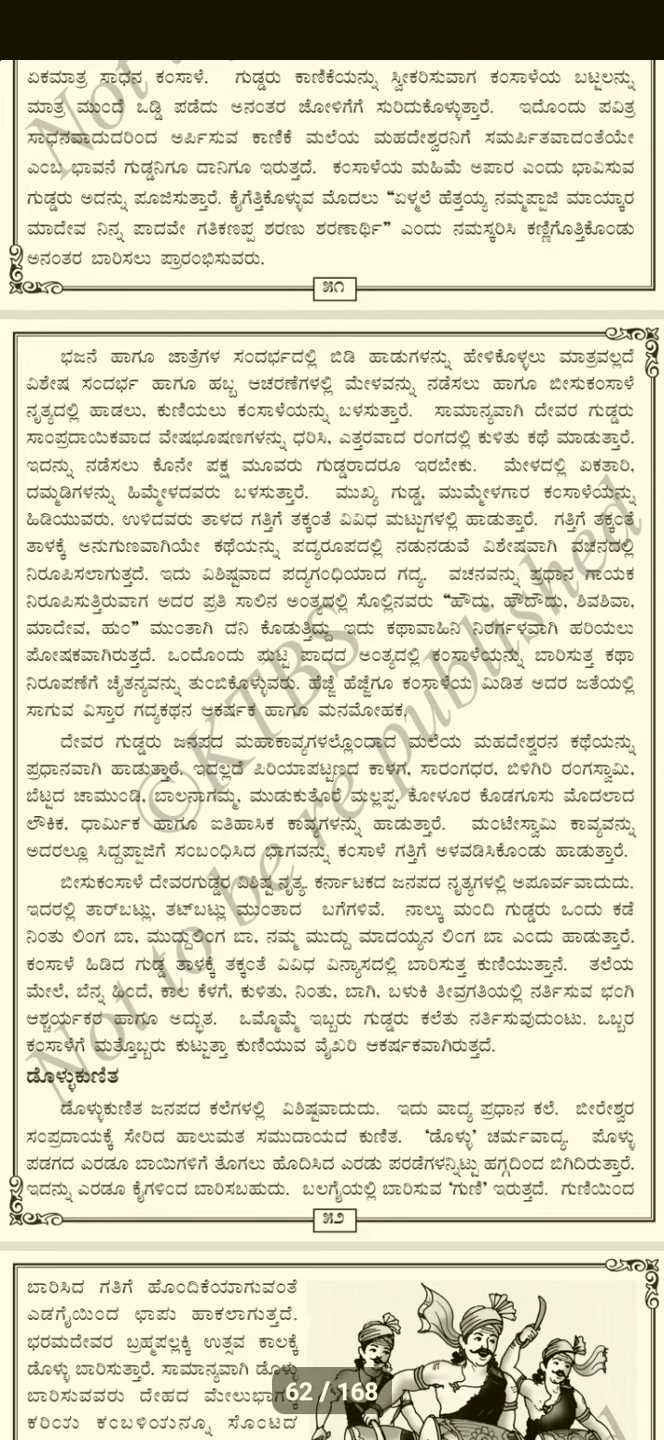 ಏಕಮಾತ್ರ ಸಾಧನ ಕಂಸಾಳೆ. ಗುಡ್ಡರು ಕಾಣಿಕೆಯನ್ನು ಸ್ವೀಕರಿಸುವಾಗ ಕಂಸಾಳೆಯ ಬಟ್ಟಲನ್ನು
ಮಾತ್ರ ಮುಂದೆ ಒಡ್ಡಿ ಪಡೆದು ಅನಂತರ ಜೋಳಿಗೆಗೆ ಸುರಿದುಕೊಳ್ಳುತ್ತಾರೆ. ಇದೊಂದು ಪವಿತ್ರ
ಸಾಧನವಾದುದರಿಂದ ಅರ್ಪಿಸುವ ಕಾಣಿಕೆ ಮಲೆಯ ಮಹದೇಶ್ವರನಿಗೆ ಸಮರ್ಪಿತವಾದಂತೆಯೇ
ಎಂಬ ಭಾವನೆ ಗುಡ್ಡನಿಗೂ ದಾನಿಗೂ ಇರುತ್ತದೆ. ಕಂಸಾಳೆಯ ಮಹಿಮೆ ಅಪಾರ ಎಂದು ಭಾವಿಸುವ
ಗುಡ್ಡರು ಅದನ್ನು ಪೂಜಿಸುತ್ತಾರೆ. ಕೈಗೆತ್ತಿಕೊಳ್ಳುವ ಮೊದಲು “ಏಳ್ಮಲೆ ಹೆತ್ತಯ್ಯ ನಮ್ಮಪ್ಪಾಜಿ ಮಾಯ್ಕಾರ
ಮಾದೇವ ನಿನ್ನ ಪಾದವೇ ಗತಿಕಣಪ್ಪ ಶರಣು ಶರಣಾರ್ಥಿ” ಎಂದು ನಮಸ್ಕರಿಸಿ ಕಣ್ಣಿಗೊತ್ತಿಕೊಂಡು
ಅನಂತರ ಬಾರಿಸಲು ಪ್ರಾರಂಭಿಸುವರು.
೫೧
ಭಜನೆ ಹಾಗೂ ಜಾತ್ರೆಗಳ ಸಂದರ್ಭದಲ್ಲಿ ಬಿಡಿ ಹಾಡುಗಳನ್ನು ಹೇಳಿಕೊಳ್ಳಲು ಮಾತ್ರವಲ್ಲದೆ
ವಿಶೇಷ ಸಂದರ್ಭ ಹಾಗೂ ಹಬ್ಬ ಆಚರಣೆಗಳಲ್ಲಿ ಮೇಳವನ್ನು ನಡೆಸಲು ಹಾಗೂ ಬೀಸುಕಂಸಾಳೆ
ನೃತ್ಯದಲ್ಲಿ ಹಾಡಲು, ಕುಣಿಯಲು ಕಂಸಾಳೆಯನ್ನು ಬಳಸುತ್ತಾರೆ. ಸಾಮಾನ್ಯವಾಗಿ ದೇವರ ಗುಡ್ಡರು
ಸಾಂಪ್ರದಾಯಿಕವಾದ ವೇಷಭೂಷಣಗಳನ್ನು ಧರಿಸಿ, ಎತ್ತರವಾದ ರಂಗದಲ್ಲಿ ಕುಳಿತು ಕಥೆ ಮಾಡುತ್ತಾರೆ.
ಇದನ್ನು ನಡೆಸಲು ಕೊನೇ ಪಕ್ಷ ಮೂವರು ಗುಡ್ಡರಾದರೂ ಇರಬೇಕು. ಮೇಳದಲ್ಲಿ ಏಕತಾರಿ,
ದಮ್ಮಡಿಗಳನ್ನು ಹಿಮ್ಮೇಳದವರು ಬಳಸುತ್ತಾರೆ. ಮುಖ್ಯ ಗುಡ್ಡ, ಮುಮ್ಮೇಳಗಾರ ಕಂಸಾಳೆಯನ್ನು
ಹಿಡಿಯುವರು. ಉಳಿದವರು ತಾಳದ ಗತ್ತಿಗೆ ತಕ್ಕಂತೆ ವಿವಿಧ ಮಟ್ಟುಗಳಲ್ಲಿ ಹಾಡುತ್ತಾರೆ. ಗತ್ತಿಗೆ ತಕ್ಕಂತೆ
ತಾಳಕ್ಕೆ ಅನುಗುಣವಾಗಿಯೇ ಕಥೆಯನ್ನು ಪದ್ಯರೂಪದಲ್ಲಿ ನಡುನಡುವೆ ವಿಶೇಷವಾಗಿ ವಚನದಲ್ಲಿ
ನಿರೂಪಿಸಲಾಗುತ್ತದೆ. ಇದು ವಿಶಿಷ್ಟವಾದ ಪದ್ಯಗಂಧಿಯಾದ ಗದ್ಯ. ವಚನವನ್ನು ಪ್ರಧಾನ ಗಾಯಕ
ನಿರೂಪಿಸುತ್ತಿರುವಾಗ ಅದರ ಪ್ರತಿ ಸಾಲಿನ ಅಂತ್ಯದಲ್ಲಿ ಸೊಲ್ಲಿನವರು “ಹೌದು, ಹೌದೌದು, ಶಿವಶಿವಾ,
ಮಾದೇವ, ಹುಂ” ಮುಂತಾಗಿ ದನಿ ಕೊಡುತ್ತಿದ್ದು ಇದು ಕಥಾವಾಹಿನಿ ನಿರರ್ಗಳವಾಗಿ ಹರಿಯಲು
ಪೋಷಕವಾಗಿರುತ್ತದೆ. ಒಂದೊಂದು ಪುಟ್ಟ ಪಾದದ ಅಂತ್ಯದಲ್ಲಿ ಕಂಸಾಳೆಯನ್ನು ಬಾರಿಸುತ್ತ ಕಥಾ
ನಿರೂಪಣೆಗೆ ಚೈತನ್ಯವನ್ನು ತುಂಬಿಕೊಳ್ಳುವರು. ಹೆಜ್ಜೆ ಹೆಜ್ಜೆಗೂ ಕಂಸಾಳೆಯ ಮಿಡಿತ ಅದರ ಜತೆಯಲ್ಲಿ
ಸಾಗುವ ವಿಸ್ತಾರ ಗದ್ಯಕಥನ ಆಕರ್ಷಕ ಹಾಗೂ ಮನಮೋಹಕ.
ದೇವರ ಗುಡ್ಡರು ಜನಪದ ಮಹಾಕಾವ್ಯಗಳಲ್ಲೊಂದಾದ ಮಲೆಯ ಮಹದೇಶ್ವರನ ಕಥೆಯನ್ನು
ಪ್ರಧಾನವಾಗಿ ಹಾಡುತ್ತಾರೆ, ಇದಲ್ಲದೆ ಪಿರಿಯಾಪಟ್ಟಣದ ಕಾಳಗ, ಸಾರಂಗಧರ, ಬಿಳಿಗಿರಿ ರಂಗಸ್ವಾಮಿ,
ಬೆಟ್ಟದ ಚಾಮುಂಡಿ, ಬಾಲನಾಗಮ್ಮ, ಮುಡುಕುತೊರೆ ಮಲ್ಲಪ್ಪ, ಕೋಳೂರ ಕೊಡಗೂಸು ಮೊದಲಾದ
ಲೌಕಿಕ, ಧಾರ್ಮಿಕ ಹಾಗೂ ಐತಿಹಾಸಿಕ ಕಾವ್ಯಗಳನ್ನು ಹಾಡುತ್ತಾರೆ. ಮಂಟೇಸ್ವಾಮಿ ಕಾವ್ಯವನ್ನು
ಅದರಲ್ಲೂ ಸಿದ್ದಪ್ಪಾಜಿಗೆ ಸಂಬಂಧಿಸಿದ ಭಾಗವನ್ನು ಕಂಸಾಳೆ ಗತ್ತಿಗೆ ಅಳವಡಿಸಿಕೊಂಡು ಹಾಡುತ್ತಾರೆ.
ಬೀಸುಕಂಸಾಳೆ ದೇವರಗುಡ್ಡರ ವಿಶಿಷ್ಟ ನೃತ್ಯ. ಕರ್ನಾಟಕದ ಜನಪದ ನೃತ್ಯಗಳಲ್ಲಿ ಅಪೂರ್ವವಾದುದು.
ಇದರಲ್ಲಿ ತಾರ್‌ಬಟ್ಲು, ತಟ್‌ಬಟ್ಲು ಮುಂತಾದ ಬಗೆಗಳಿವೆ. ನಾಲ್ಕು ಮಂದಿ ಗುಡ್ಡರು ಒಂದು ಕಡೆ
ನಿಂತು ಲಿಂಗ ಬಾ, ಮುದ್ದುಲಿಂಗ ಬಾ, ನಮ್ಮ ಮುದ್ದು ಮಾದಯ್ಯನ ಲಿಂಗ ಬಾ ಎಂದು ಹಾಡುತ್ತಾರೆ.
ಕಂಸಾಳೆ ಹಿಡಿದ ಗುಡ್ಡ ತಾಳಕ್ಕೆ ತಕ್ಕಂತೆ ವಿವಿಧ ವಿನ್ಯಾಸದಲ್ಲಿ ಬಾರಿಸುತ್ತ ಕುಣಿಯುತ್ತಾನೆ. ತಲೆಯ
ಮೇಲೆ, ಬೆನ್ನ ಹಿಂದೆ, ಕಾಲ ಕೆಳಗೆ, ಕುಳಿತು, ನಿಂತು, ಬಾಗಿ, ಬಳುಕಿ ತೀವ್ರಗತಿಯಲ್ಲಿ ನರ್ತಿಸುವ ಭಂಗಿ
ಆಶ್ಚರ್ಯಕರ ಹಾಗೂ ಅದ್ಭುತ. ಒಮ್ಮೊಮ್ಮೆ ಇಬ್ಬರು ಗುಡ್ಡರು ಕಲೆತು ನರ್ತಿಸುವುದುಂಟು. ಒಬ್ಬರ
ಕಂಸಾಳೆಗೆ ಮತ್ತೊಬ್ಬರು ಕುಟ್ಟುತ್ತಾ ಕುಣಿಯುವ ವೈಖರಿ ಆಕರ್ಷಕವಾಗಿರುತ್ತದೆ.
ಡೊಳ್ಳುಕುಣಿತ
ಡೊಳ್ಳುಕುಣಿತ ಜನಪದ ಕಲೆಗಳಲ್ಲಿ ವಿಶಿಷ್ಟವಾದುದು. ಇದು ವಾದ್ಯ ಪ್ರಧಾನ ಕಲೆ. ಬೀರೇಶ್ವರ
ಸಂಪ್ರದಾಯಕ್ಕೆ ಸೇರಿದ ಹಾಲುಮತ ಸಮುದಾಯದ ಕುಣಿತ. ‘ಡೊಳ್ಳು’ ಚರ್ಮವಾದ್ಯ. ಪೊಳ್ಳು
ಪಡಗದ ಎರಡೂ ಬಾಯಿಗಳಿಗೆ ತೊಗಲು ಹೊದಿಸಿದ ಎರಡು ಪರಡೆಗಳನ್ನಿಟ್ಟು ಹಗ್ಗದಿಂದ ಬಿಗಿದಿರುತ್ತಾರೆ.
ಇದನ್ನು ಎರಡೂ ಕೈಗಳಿಂದ ಬಾರಿಸಬಹುದು. ಬಲಗೈಯಲ್ಲಿ ಬಾರಿಸುವ ‘ಗುಣಿ’ ಇರುತ್ತದೆ. ಗುಣಿಯಿಂದ
೫೨
ಬಾರಿಸಿದ ಗತಿಗೆ ಹೊಂದಿಕೆಯಾಗುವಂತೆ
ಎಡಗೈಯಿಂದ ಛಾಪು ಹಾಕಲಾಗುತ್ತದೆ.
ಭರಮದೇವರ ಬ್ರಹ್ಮಪಲ್ಲಕ್ಕಿ ಉತ್ಸವ ಕಾಲಕ್ಕೆ
ಡೊಳ್ಳು ಬಾರಿಸುತ್ತಾರೆ. ಸಾಮಾನ್ಯವಾಗಿ ಡೊಳ್ಳು
ಬಾರಿಸುವವರು ದೇಹದ ಮೇಲುಭಾಗಕ್ಕೆ
ಕರಿಯ ಕಂಬಳಿಯನ್ನೂ ಸೊಂಟದ
62 / 168
©KTBS
Not to be republished